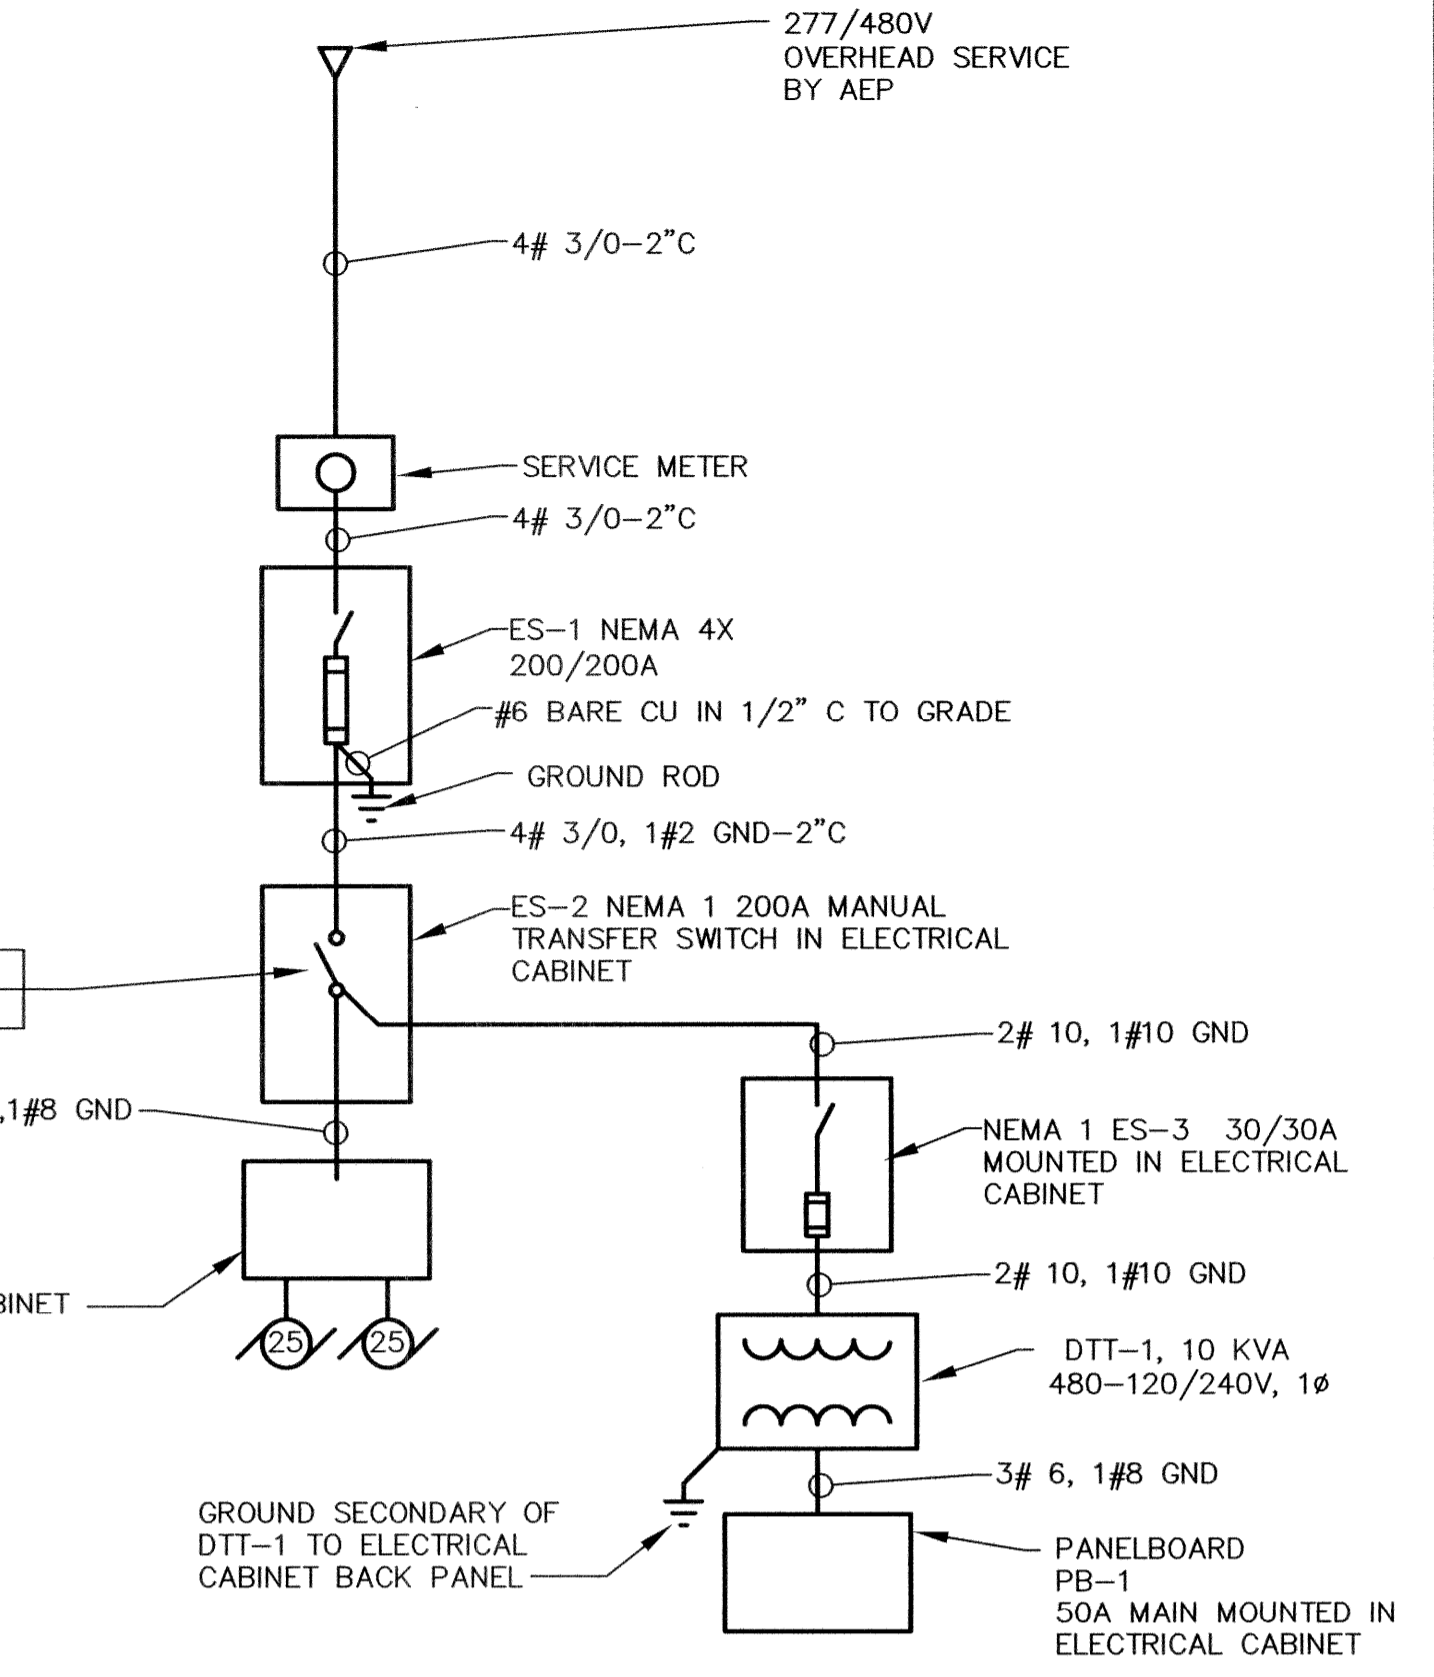 277/480V
OVERHEAD SERVICE
BY AEP
4# 3/0-2"C
SERVICE METER
4# 3/0-2"C
ES-1 NEMA 4X
200/200A
#6 BARE CU IN 1/2" C TO GRADE
GROUND ROD
4# 3/0, 1#2 GND-2"C
ES-2 NEMA 1 200A MANUAL
TRANSFER SWITCH IN ELECTRICAL
CABINET
2# 10, 1#10 GND
,1#8 GND
NEMA 1 ES-3 30/30A
MOUNTED IN ELECTRICAL
CABINET
2# 10, 1#10 GND
BINET
25 25
DTT-1, 10 KVA
480-120/240V, 1ø
3# 6, 1#8 GND
GROUND SECONDARY OF
DTT-1 TO ELECTRICAL
CABINET BACK PANEL
PANELBOARD
PB-1
50A MAIN MOUNTED IN
ELECTRICAL CABINET